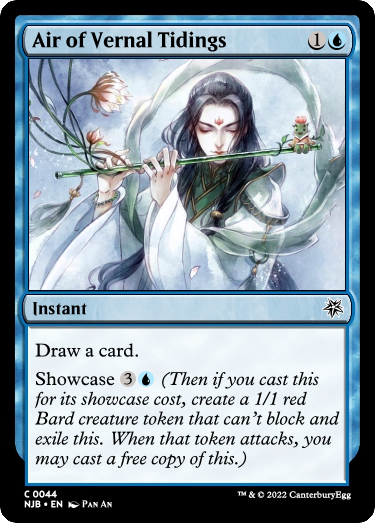 Air of Vernal Tidings 1
Instant
Draw a card.
Showcase 3 (Then if you cast this
for its showcase cost, create a 1/1 red
Bard creature token that can't block and
exile this. When that token attacks, you
may cast a free copy of this.)
C 0044
NJB • EN Pan An
™ & © 2022 CanterburyEgg